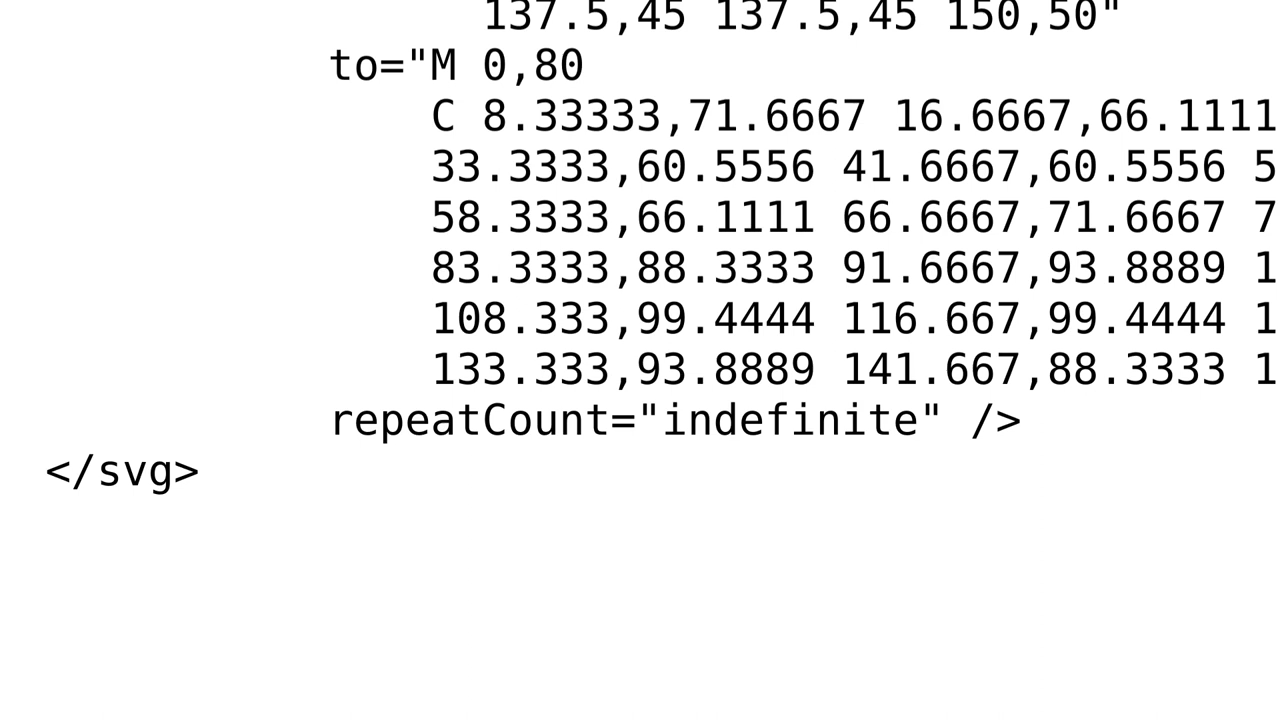 137.5,45 137.5,45 150,50"
to="M 0,80
C 8.33333,71.6667 16.6667,66.1111
33.3333,60.5556 41.6667,60.5556 5
58.3333,66.1111 66.6667,71.6667 7
83.3333,88.3333 91.6667,93.8889 1
108.333,99.4444 116.667,99.4444 1
133.333,93.8889 141.667,88.3333 1
repeatCount="indefinite" />
</svg>